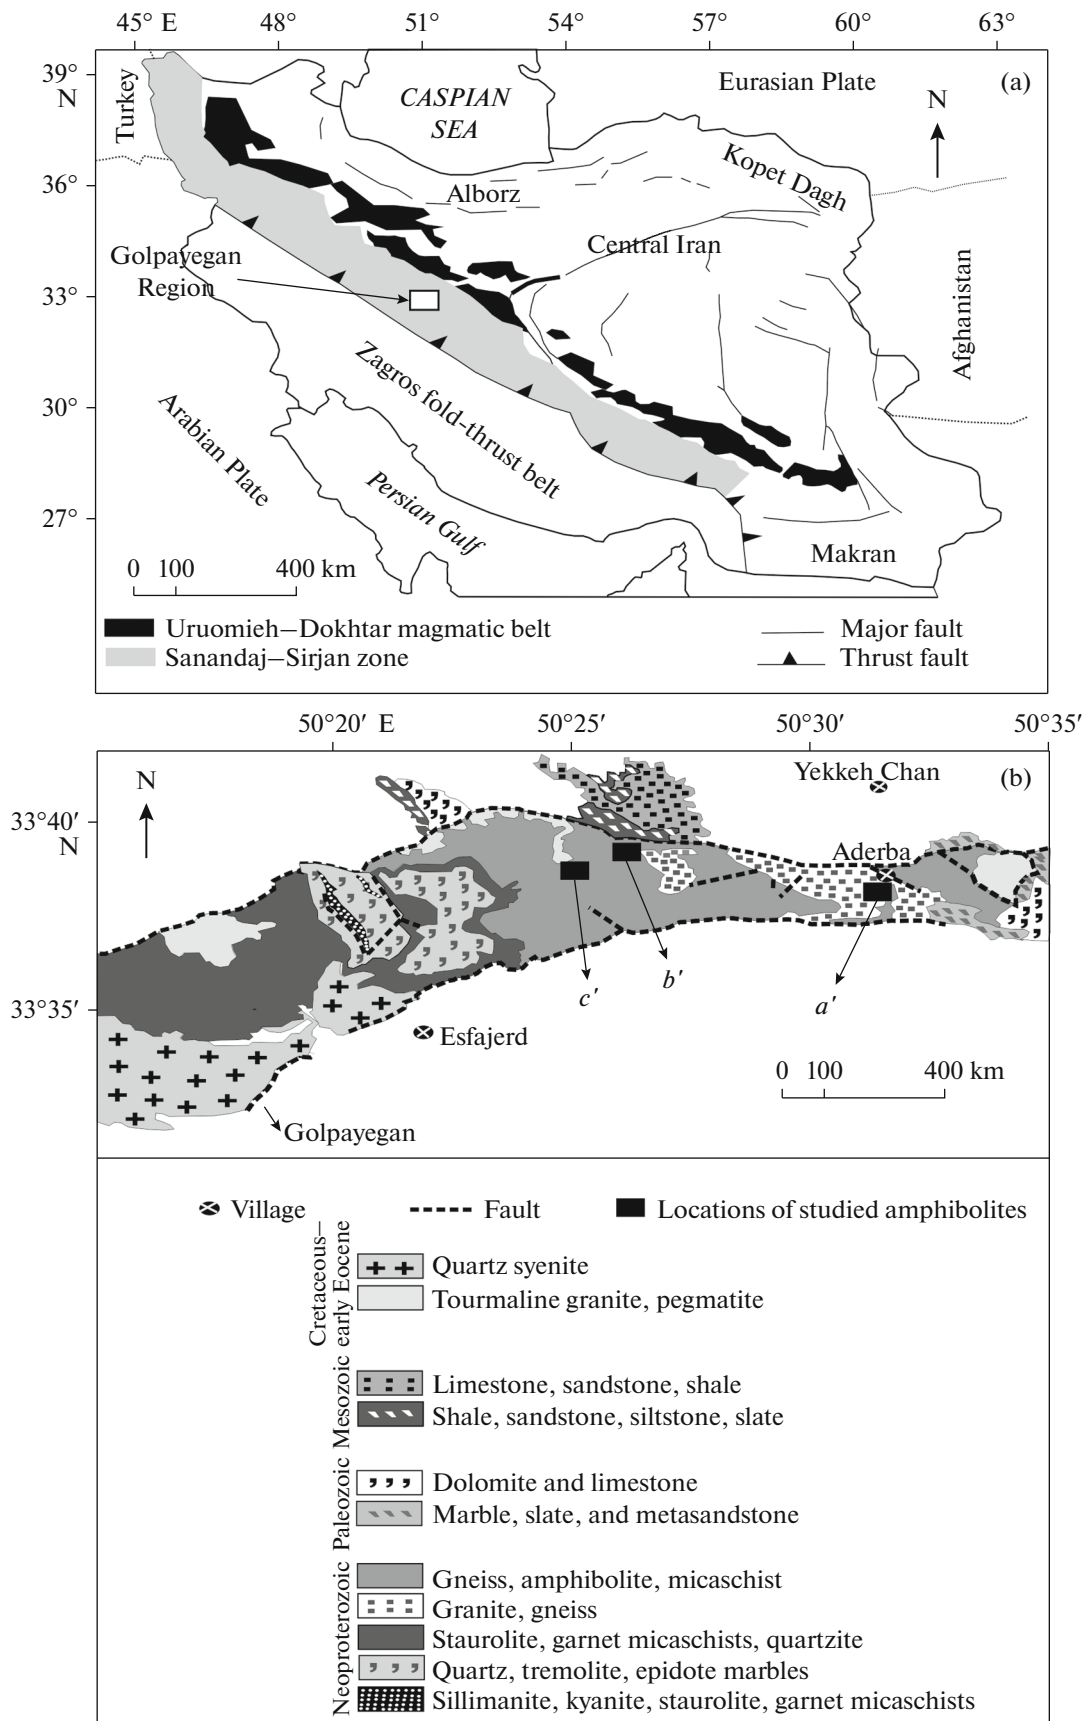 45° E 48° 51° 54° 57° 60° 63°
39°
N
36°
33°
30°
27°
Turkey
CASPIAN
SEA
Eurasian Plate
(a)
N
Kopet Dagh
Alborz
Central Iran
Golpayegan
Region
Afghanistan
Zagros fold–thrust belt
Arabian Plate
Persian Gulf
Makran
0 100 400 km
Uruomieh–Dokhtar magmatic belt
Sanandaj–Sirjan zone
Major fault
Thrust fault
50°20′ E 50°25′ 50°30′ 50°35′
33°40′
N
33°35′
N
Yekkeh Chan
(b)
Aderba
c′
b′
a′
Esfajerd
0 100 400 km
Golpayegan
Village
Fault
Locations of studied amphibolites
Cretaceous–
early Eocene
Quartz syenite
Tourmaline granite, pegmatite
Mesozoic
Limestone, sandstone, shale
Shale, sandstone, siltstone, slate
Paleozoic
Dolomite and limestone
Marble, slate, and metasandstone
Neoproterozoic
Gneiss, amphibolite, micaschist
Granite, gneiss
Staurolite, garnet micaschists, quartzite
Quartz, tremolite, epidote marbles
Sillimanite, kyanite, staurolite, garnet micaschists